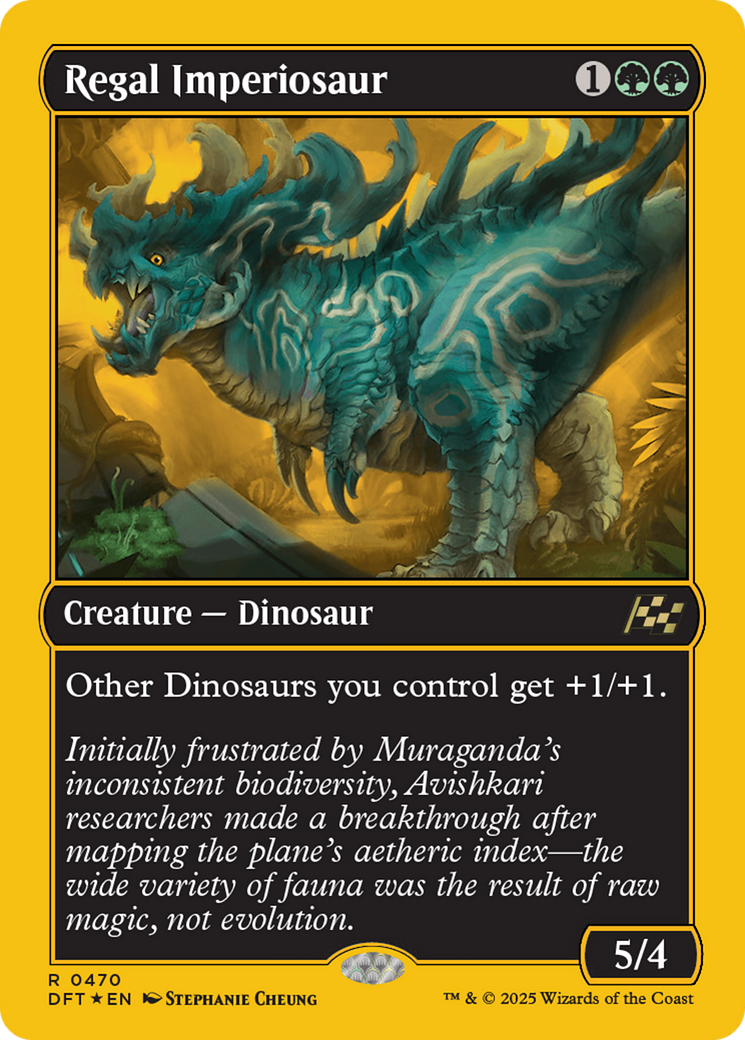 Regal Imperiosaur 1
Creature — Dinosaur
Other Dinosaurs you control get +1/+1.
Initially frustrated by Muraganda's
inconsistent biodiversity, Avishkari
researchers made a breakthrough after
mapping the plane's aetheric index—the
wide variety of fauna was the result of raw
magic, not evolution.
5/4
R 0470
DFT★EN Stephanie Cheung
™ & © 2025 Wizards of the Coast